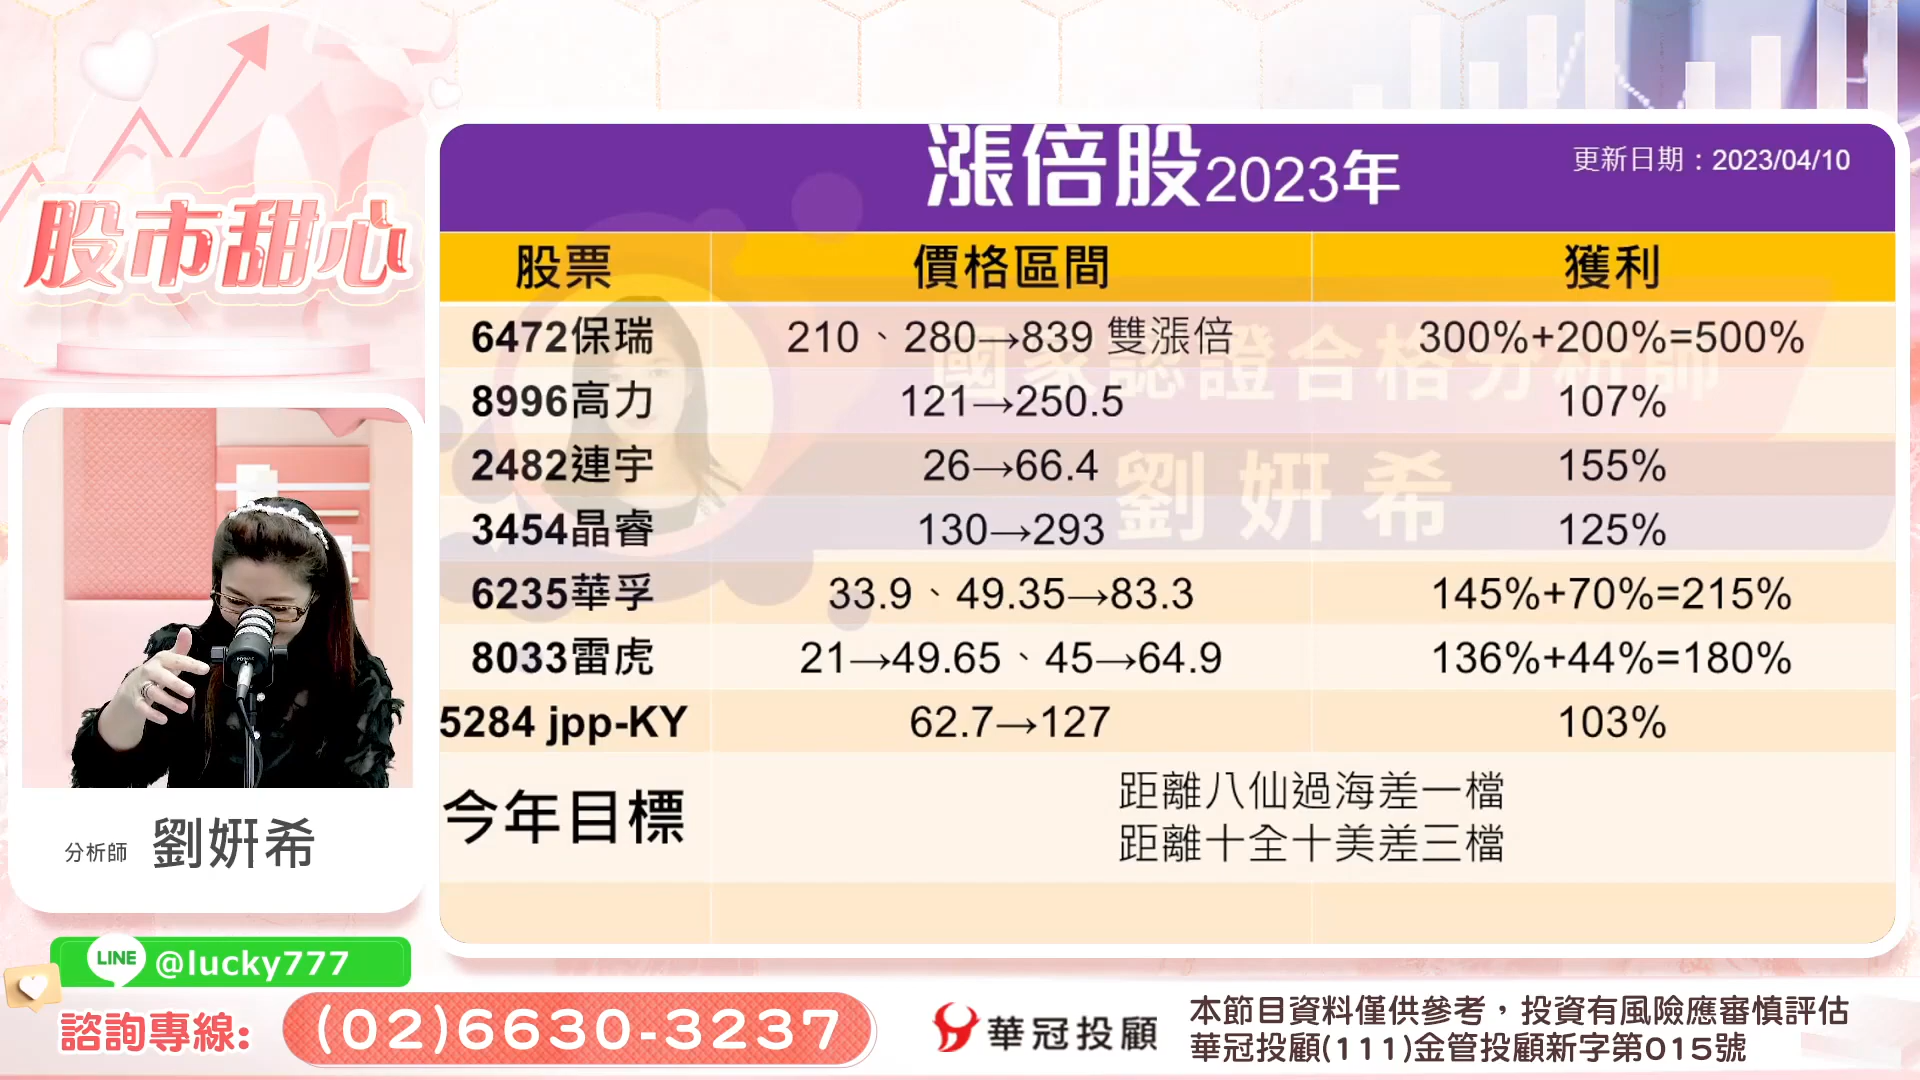 股市甜心
漲倍股2023年
更新日期：2023/04/10
股票 價格區間 獲利
6472保瑞 210、280→839 雙漲倍 300%+200%=500%
8996高力 121→250.5 107%
2482連宇 26→66.4 155%
3454晶睿 130→293 125%
6235華孚 33.9、49.35→83.3 145%+70%=215%
8033雷虎 21→49.65、45→64.9 136%+44%=180%
5284 jpp-KY 62.7→127 103%
今年目標
距離八仙過海差一檔
距離十全十美差三檔
國家認證合格分析師
劉妍希
分析師 劉妍希
LINE @lucky777
諮詢專線:
(02)6630-3237
華冠投顧
本節目資料僅供參考，投資有風險應審慎評估
華冠投顧(111)金管投顧新字第015號